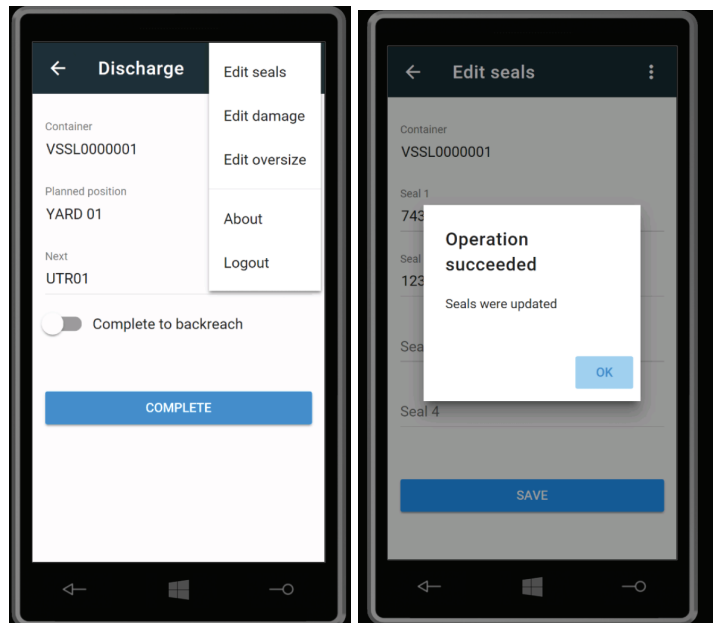 Discharge
Edit seals
Edit damage
Edit oversize
About
Logout
Container
VSSL0000001
Planned position
YARD 01
Next
UTR01
Complete to backreach
COMPLETE
Edit seals
Container
VSSL0000001
Seal 1
743
Seal
123
Sea
Seal 4
Operation
succeeded
Seals were updated
OK
SAVE